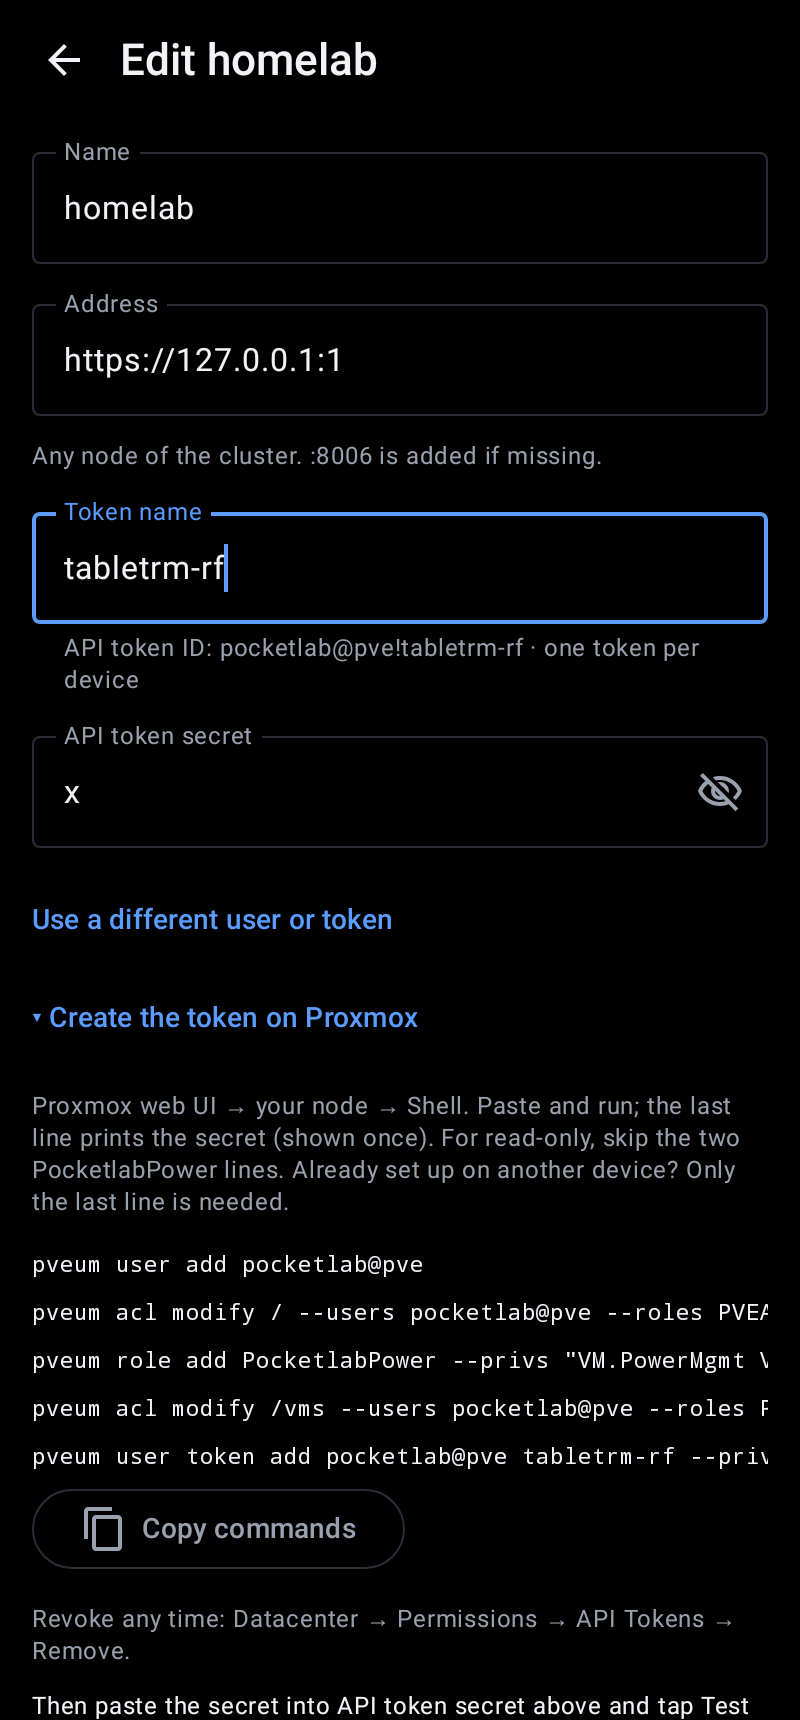 Edit homelab
Name
homelab
Address
https://127.0.0.1:1
Any node of the cluster. :8006 is added if missing.
Token name
tabletrm-rf
API token ID: pocketlab@pve!tabletrm-rf · one token per
device
API token secret
x
Use a different user or token
▾ Create the token on Proxmox
Proxmox web UI → your node → Shell. Paste and run; the last
line prints the secret (shown once). For read-only, skip the two
PocketlabPower lines. Already set up on another device? Only
the last line is needed.
pveum user add pocketlab@pve
pveum acl modify / --users pocketlab@pve --roles PVEA
pveum role add PocketlabPower --privs "VM.PowerMgmt V
pveum acl modify /vms --users pocketlab@pve --roles P
pveum user token add pocketlab@pve tabletrm-rf --priv
Copy commands
Revoke any time: Datacenter → Permissions → API Tokens →
Remove.
Then paste the secret into API token secret above and tap Test